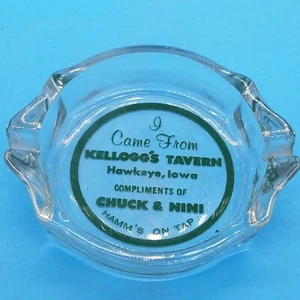 I
Came From
KELLOGG'S TAVERN
Hawkeye, Iowa
COMPLIMENTS OF
CHUCK & NINI
HAMM'S ON TAP